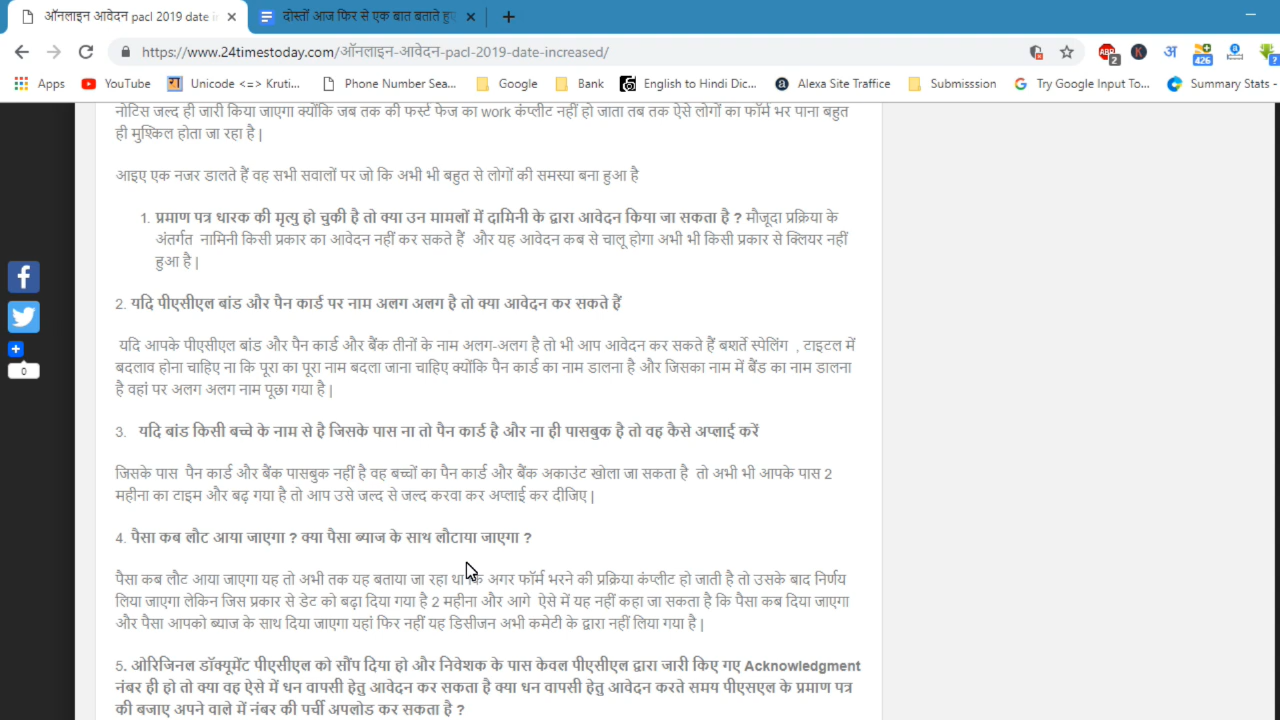 ऑनलाइन आवेदन pacl 2019 date i
दोस्तों आज फिर से एक बात बताते हुए
https://www.24timestoday.com/ऑनलाइन-आवेदन-pacl-2019-date-increased/
ABP
2
K
अ
426
?
Apps
YouTube
Unicode <=> Kruti...
Phone Number Sea...
Google
Bank
English to Hindi Dic...
Alexa Site Traffice
Submisssion
Try Google Input To...
Summary Stats -
नोटिस जल्द ही जारी किया जाएगा क्योंकि जब तक की फर्स्ट फेज का work कंप्लीट नहीं हो जाता तब तक ऐसे लोगों का फॉर्म भर पाना बहुत
ही मुश्किल होता जा रहा है |
आइए एक नजर डालते हैं वह सभी सवालों पर जो कि अभी भी बहुत से लोगों की समस्या बना हुआ है
1. प्रमाण पत्र धारक की मृत्यु हो चुकी है तो क्या उन मामलों में दामिनी के द्वारा आवेदन किया जा सकता है ? मौजूदा प्रक्रिया के
अंतर्गत नामिनी किसी प्रकार का आवेदन नहीं कर सकते हैं और यह आवेदन कब से चालू होगा अभी भी किसी प्रकार से क्लियर नहीं
हुआ है |
2. यदि पीएसीएल बांड और पैन कार्ड पर नाम अलग अलग है तो क्या आवेदन कर सकते हैं
यदि आपके पीएसीएल बांड और पैन कार्ड और बैंक तीनों के नाम अलग-अलग है तो भी आप आवेदन कर सकते हैं बशर्ते स्पेलिंग , टाइटल में
बदलाव होना चाहिए ना कि पूरा का पूरा नाम बदला जाना चाहिए क्योंकि पैन कार्ड का नाम डालना है और जिसका नाम में बैंड का नाम डालना
है वहां पर अलग अलग नाम पूछा गया है |
0
3. यदि बांड किसी बच्चे के नाम से है जिसके पास ना तो पैन कार्ड है और ना ही पासबुक है तो वह कैसे अप्लाई करें
जिसके पास पैन कार्ड और बैंक पासबुक नहीं है वह बच्चों का पैन कार्ड और बैंक अकाउंट खोला जा सकता है तो अभी भी आपके पास 2
महीना का टाइम और बढ़ गया है तो आप उसे जल्द से जल्द करवा कर अप्लाई कर दीजिए |
4. पैसा कब लौट आया जाएगा ? क्या पैसा ब्याज के साथ लौटाया जाएगा ?
पैसा कब लौट आया जाएगा यह तो अभी तक यह बताया जा रहा था कि अगर फॉर्म भरने की प्रक्रिया कंप्लीट हो जाती है तो उसके बाद निर्णय
लिया जाएगा लेकिन जिस प्रकार से डेट को बढ़ा दिया गया है 2 महीना और आगे ऐसे में यह नहीं कहा जा सकता है कि पैसा कब दिया जाएगा
और पैसा आपको ब्याज के साथ दिया जाएगा यहां फिर नहीं यह डिसीजन अभी कमेटी के द्वारा नहीं लिया गया है |
5. ओरिजिनल डॉक्यूमेंट पीएसीएल को सौंप दिया हो और निवेशक के पास केवल पीएसीएल द्वारा जारी किए गए Acknowledgment
नंबर ही हो तो क्या वह ऐसे में धन वापसी हेतु आवेदन कर सकता है क्या धन वापसी हेतु आवेदन करते समय पीएसएल के प्रमाण पत्र
की बजाए अपने वाले में नंबर की पर्ची अपलोड कर सकता है ?